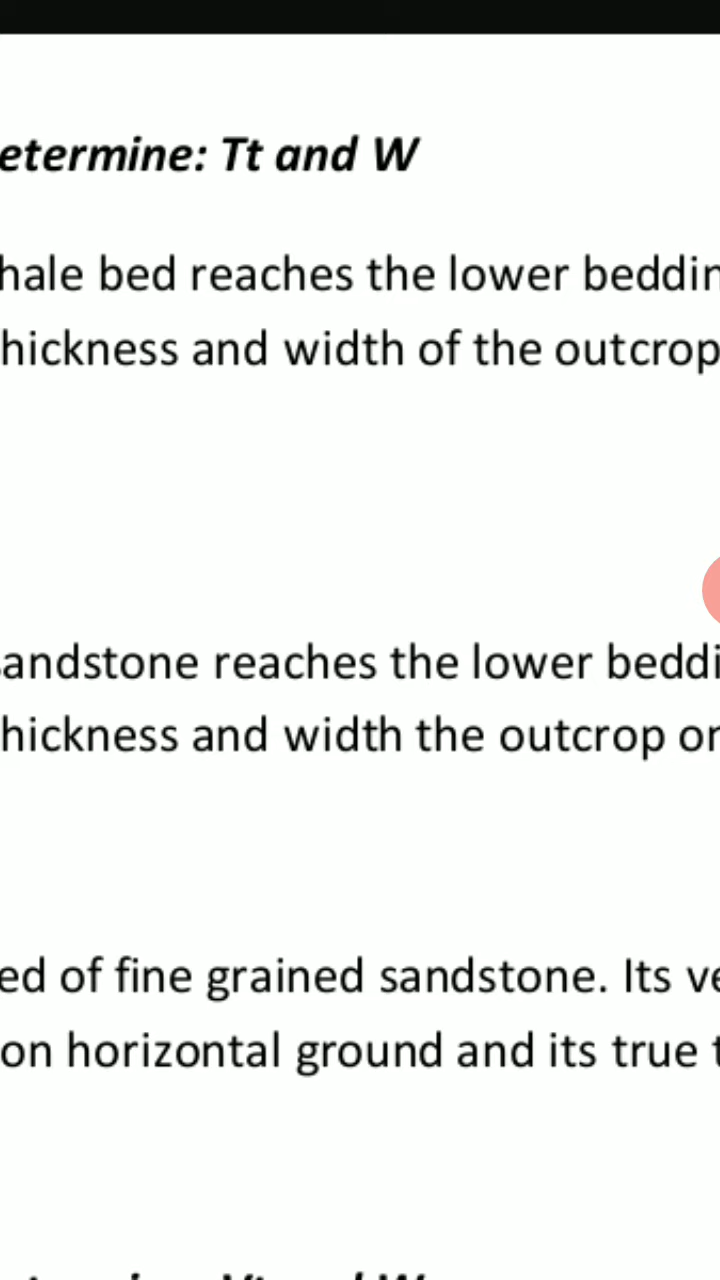 etermine: Tt and W
hale bed reaches the lower beddin
hickness and width of the outcrop
andstone reaches the lower beddi
hickness and width the outcrop or
ed of fine grained sandstone. Its ve
on horizontal ground and its true t